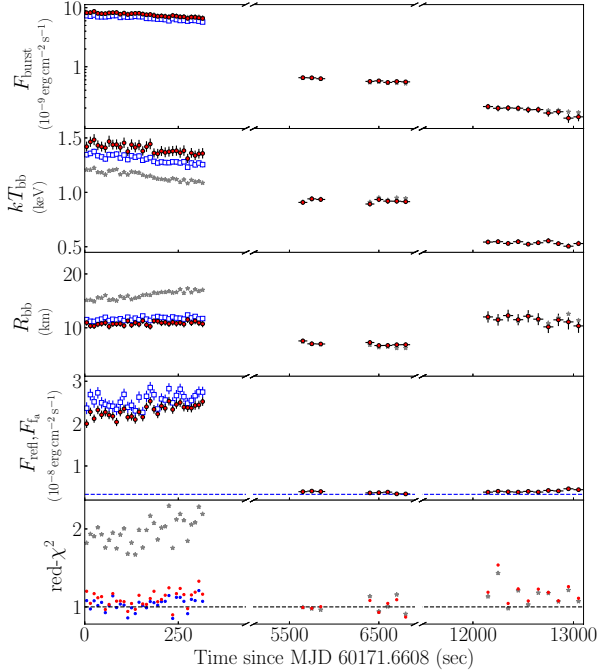 10
1
F_burst
(10^-9 erg cm^-2 s^-1)
1.5
1.0
0.5
kT_bb
(keV)
20
10
R_bb
(km)
3
2
1
F_refl, F_fa
(10^-8 erg cm^-2 s^-1)
2
1
red-χ^2
0 250 5500 6500 12000 13000
Time since MJD 60171.6608 (sec)